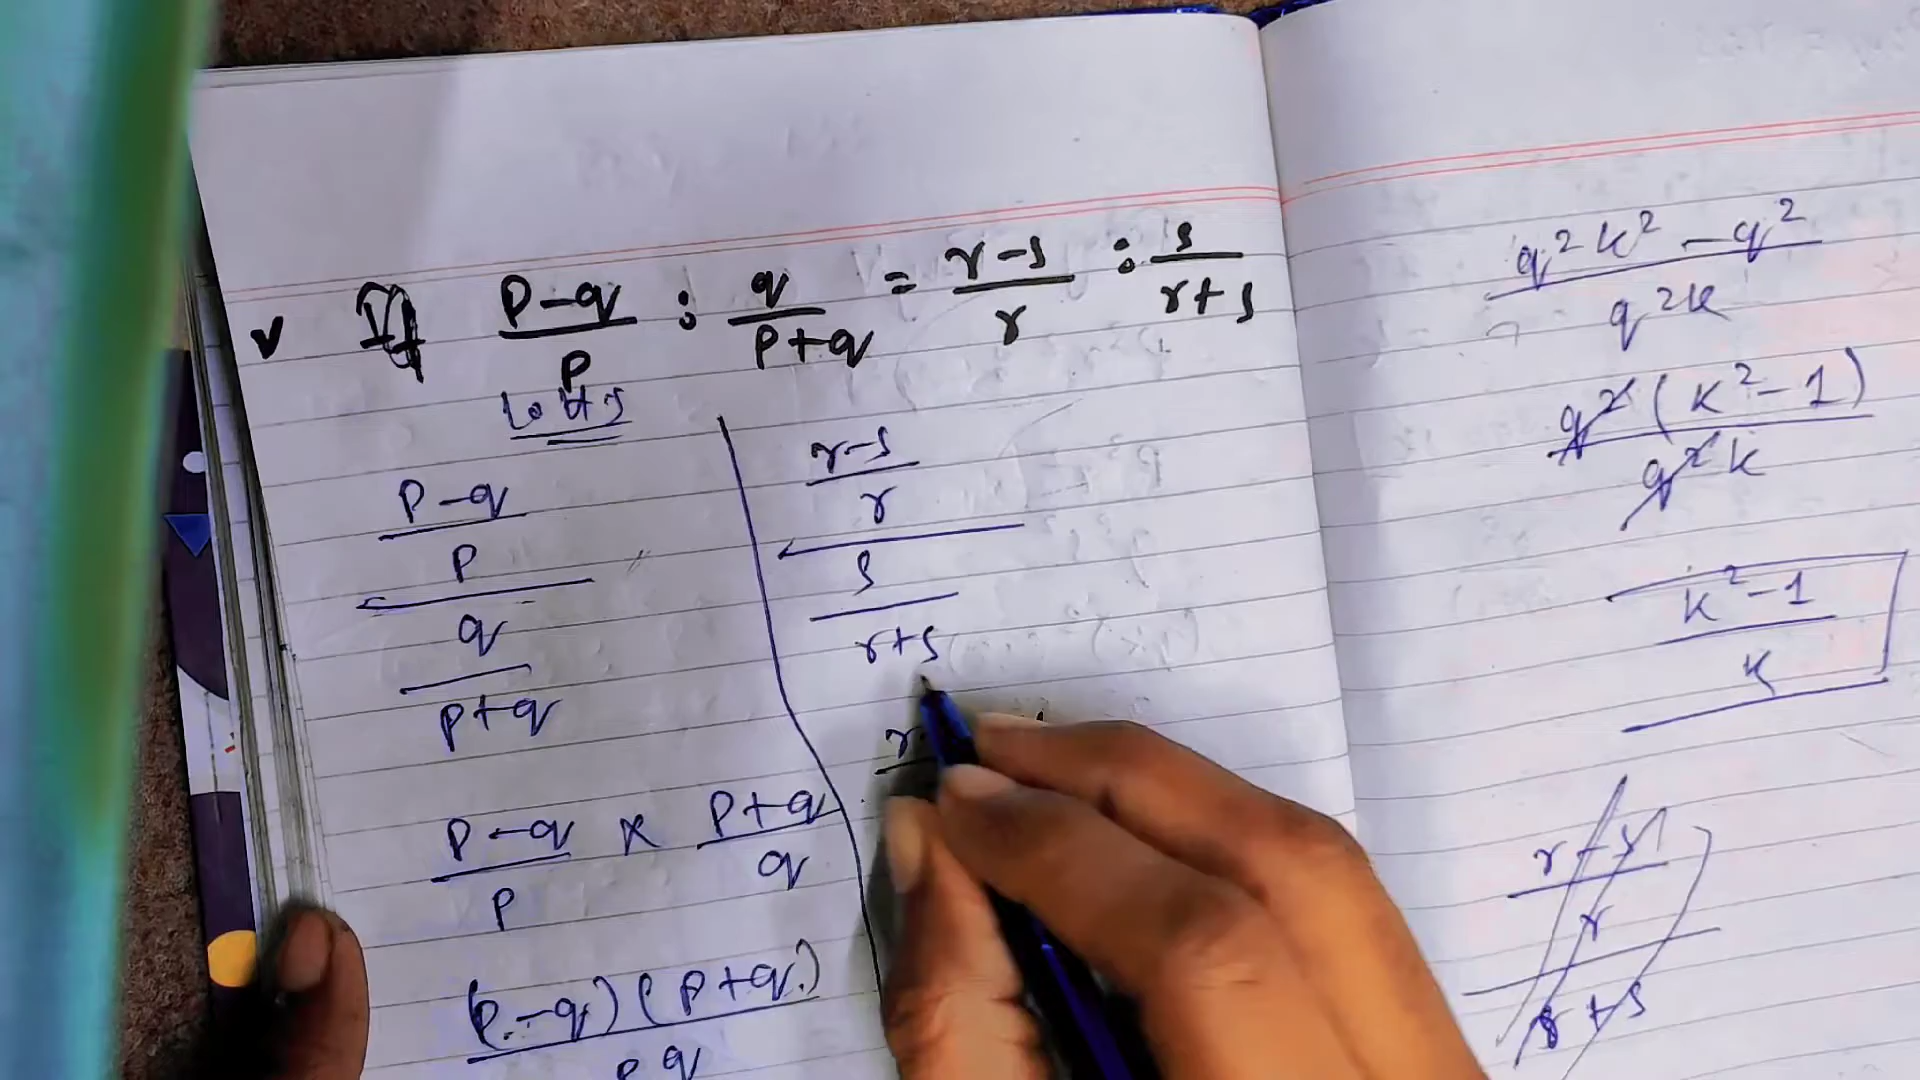 v If p-q/p : q/p+q = r-s/r : s/r+s
L.H.S
p-q
p
q
p+q
p-q/p × p+q/q
(p-q)(p+q)
pq
r-s
r
s
r+s
q²k²-q²
q²k
q²(k²-1)
q²k
k²-1
k
r
r+s